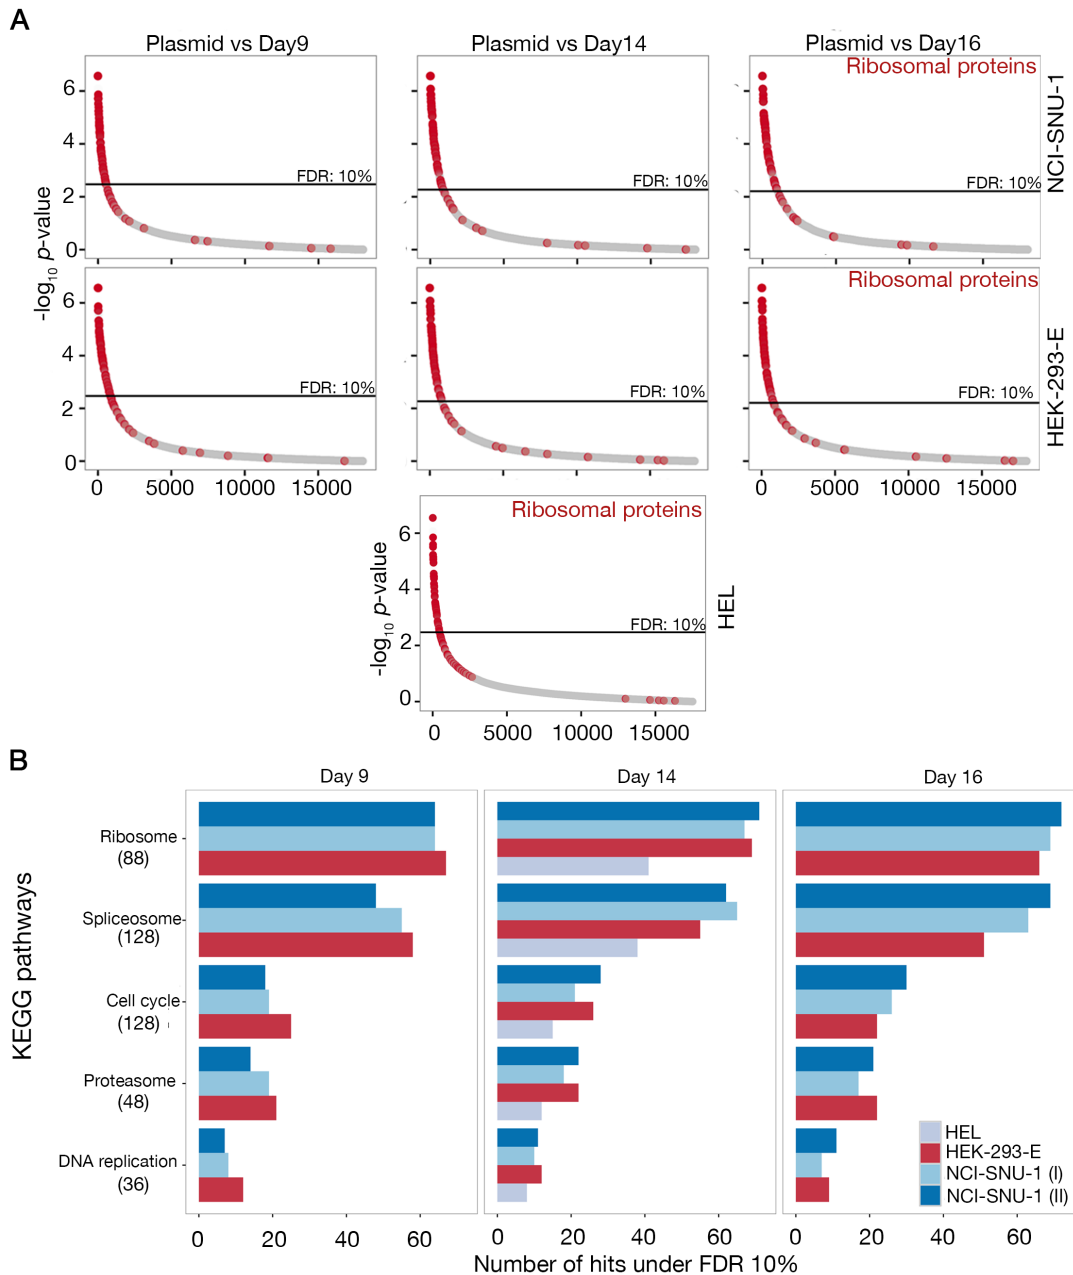 A
Plasmid vs Day9
Plasmid vs Day14
Plasmid vs Day16
-log10 p-value
6
4
2
0
FDR: 10%
FDR: 10%
Ribosomal proteins
FDR: 10%
NCI-SNU-1
6
4
2
0
FDR: 10%
FDR: 10%
Ribosomal proteins
FDR: 10%
HEK-293-E
0 5000 10000 15000
0 5000 10000 15000
-log10 p-value
6
4
2
0
Ribosomal proteins
FDR: 10%
HEL
0 5000 10000 15000
B
Day 9
Day 14
Day 16
KEGG pathways
Ribosome
(88)
Spliceosome
(128)
Cell cycle
(128)
Proteasome
(48)
DNA replication
(36)
HEL
HEK-293-E
NCI-SNU-1 (I)
NCI-SNU-1 (II)
0 20 40 60
0 20 40 60
0 20 40 60
Number of hits under FDR 10%